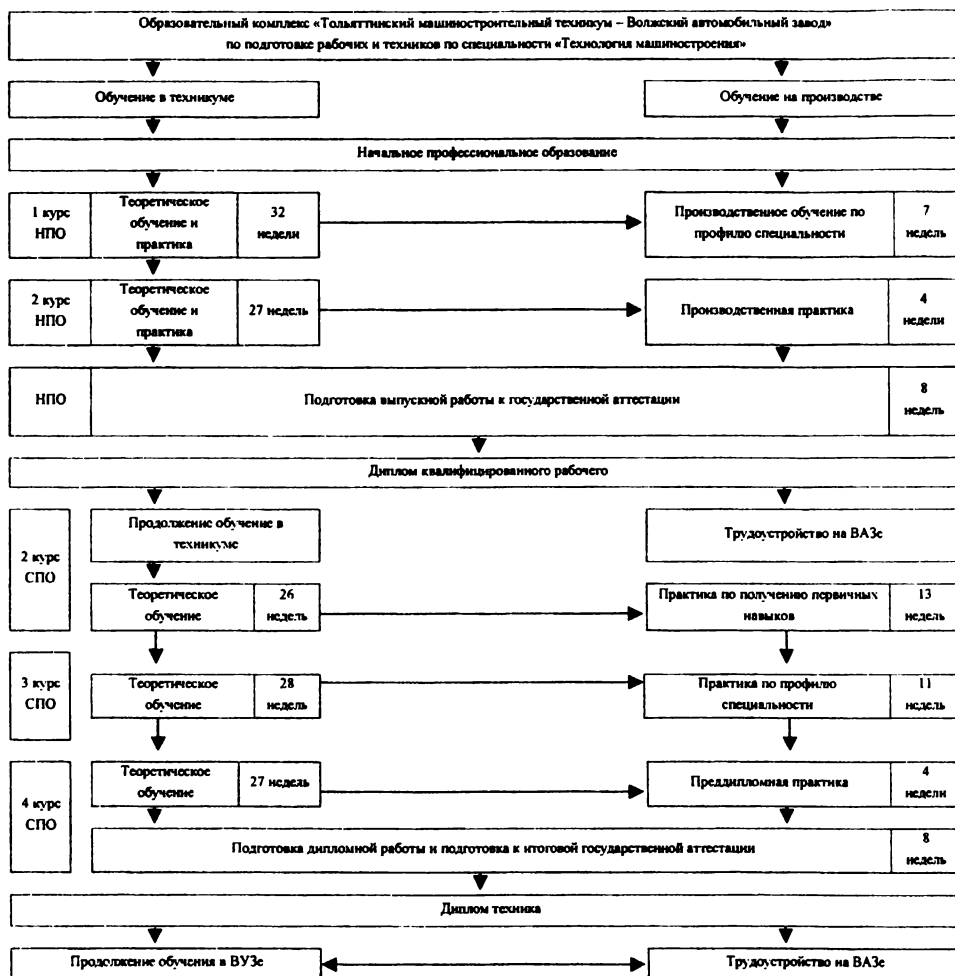 Образовательный комплекс «Тольяттинский машиностроительный техникум – Волжский автомобильный завод»
по подготовке рабочих и техников по специальности «Технология машиностроения»
Обучение в техникуме
Обучение на производстве
Начальное профессиональное образование
1 курс
НПО
Теоретическое
обучение и
практика
32
недели
Производственное обучение по
профилю специальности
7
недель
2 курс
НПО
Теоретическое
обучение и
практика
27 недель
Производственная практика
4
недели
НПО
Подготовка выпускной работы к государственной аттестации
8
недель
Диплом квалифицированного рабочего
2 курс
СПО
Продолжение обучение в
техникуме
Трудоустройство на ВАЗе
Теоретическое
обучение
26
недель
Практика по получению первичных
навыков
13
недель
3 курс
СПО
Теоретическое
обучение
28
недель
Практика по профилю
специальности
11
недель
4 курс
СПО
Теоретическое
обучение
27 недель
Преддипломная практика
4
недели
Подготовка дипломной работы и подготовка к итоговой государственной аттестации
8
недель
Диплом техника
Продолжение обучения в ВУЗе
Трудоустройство на ВАЗе